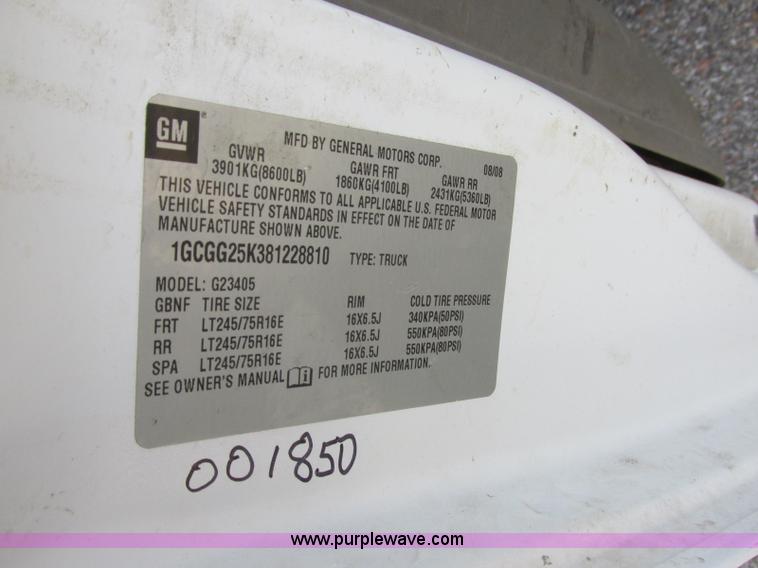 GM
MFD BY GENERAL MOTORS CORP. 08/08
GVWR GAWR FRT GAWR RR
3901KG(8600LB) 1860KG(4100LB) 2431KG(5360LB)
THIS VEHICLE CONFORMS TO ALL APPLICABLE U.S. FEDERAL MOTOR
VEHICLE SAFETY STANDARDS IN EFFECT ON THE DATE OF
MANUFACTURE SHOWN ABOVE.
1GCGG25K381228810 TYPE: TRUCK
MODEL: G23405
GBNF TIRE SIZE RIM COLD TIRE PRESSURE
FRT LT245/75R16E 16X6.5J 340KPA(50PSI)
RR LT245/75R16E 16X6.5J 550KPA(80PSI)
SPA LT245/75R16E 16X6.5J 550KPA(80PSI)
SEE OWNER'S MANUAL FOR MORE INFORMATION.
001850
www.purplewave.com